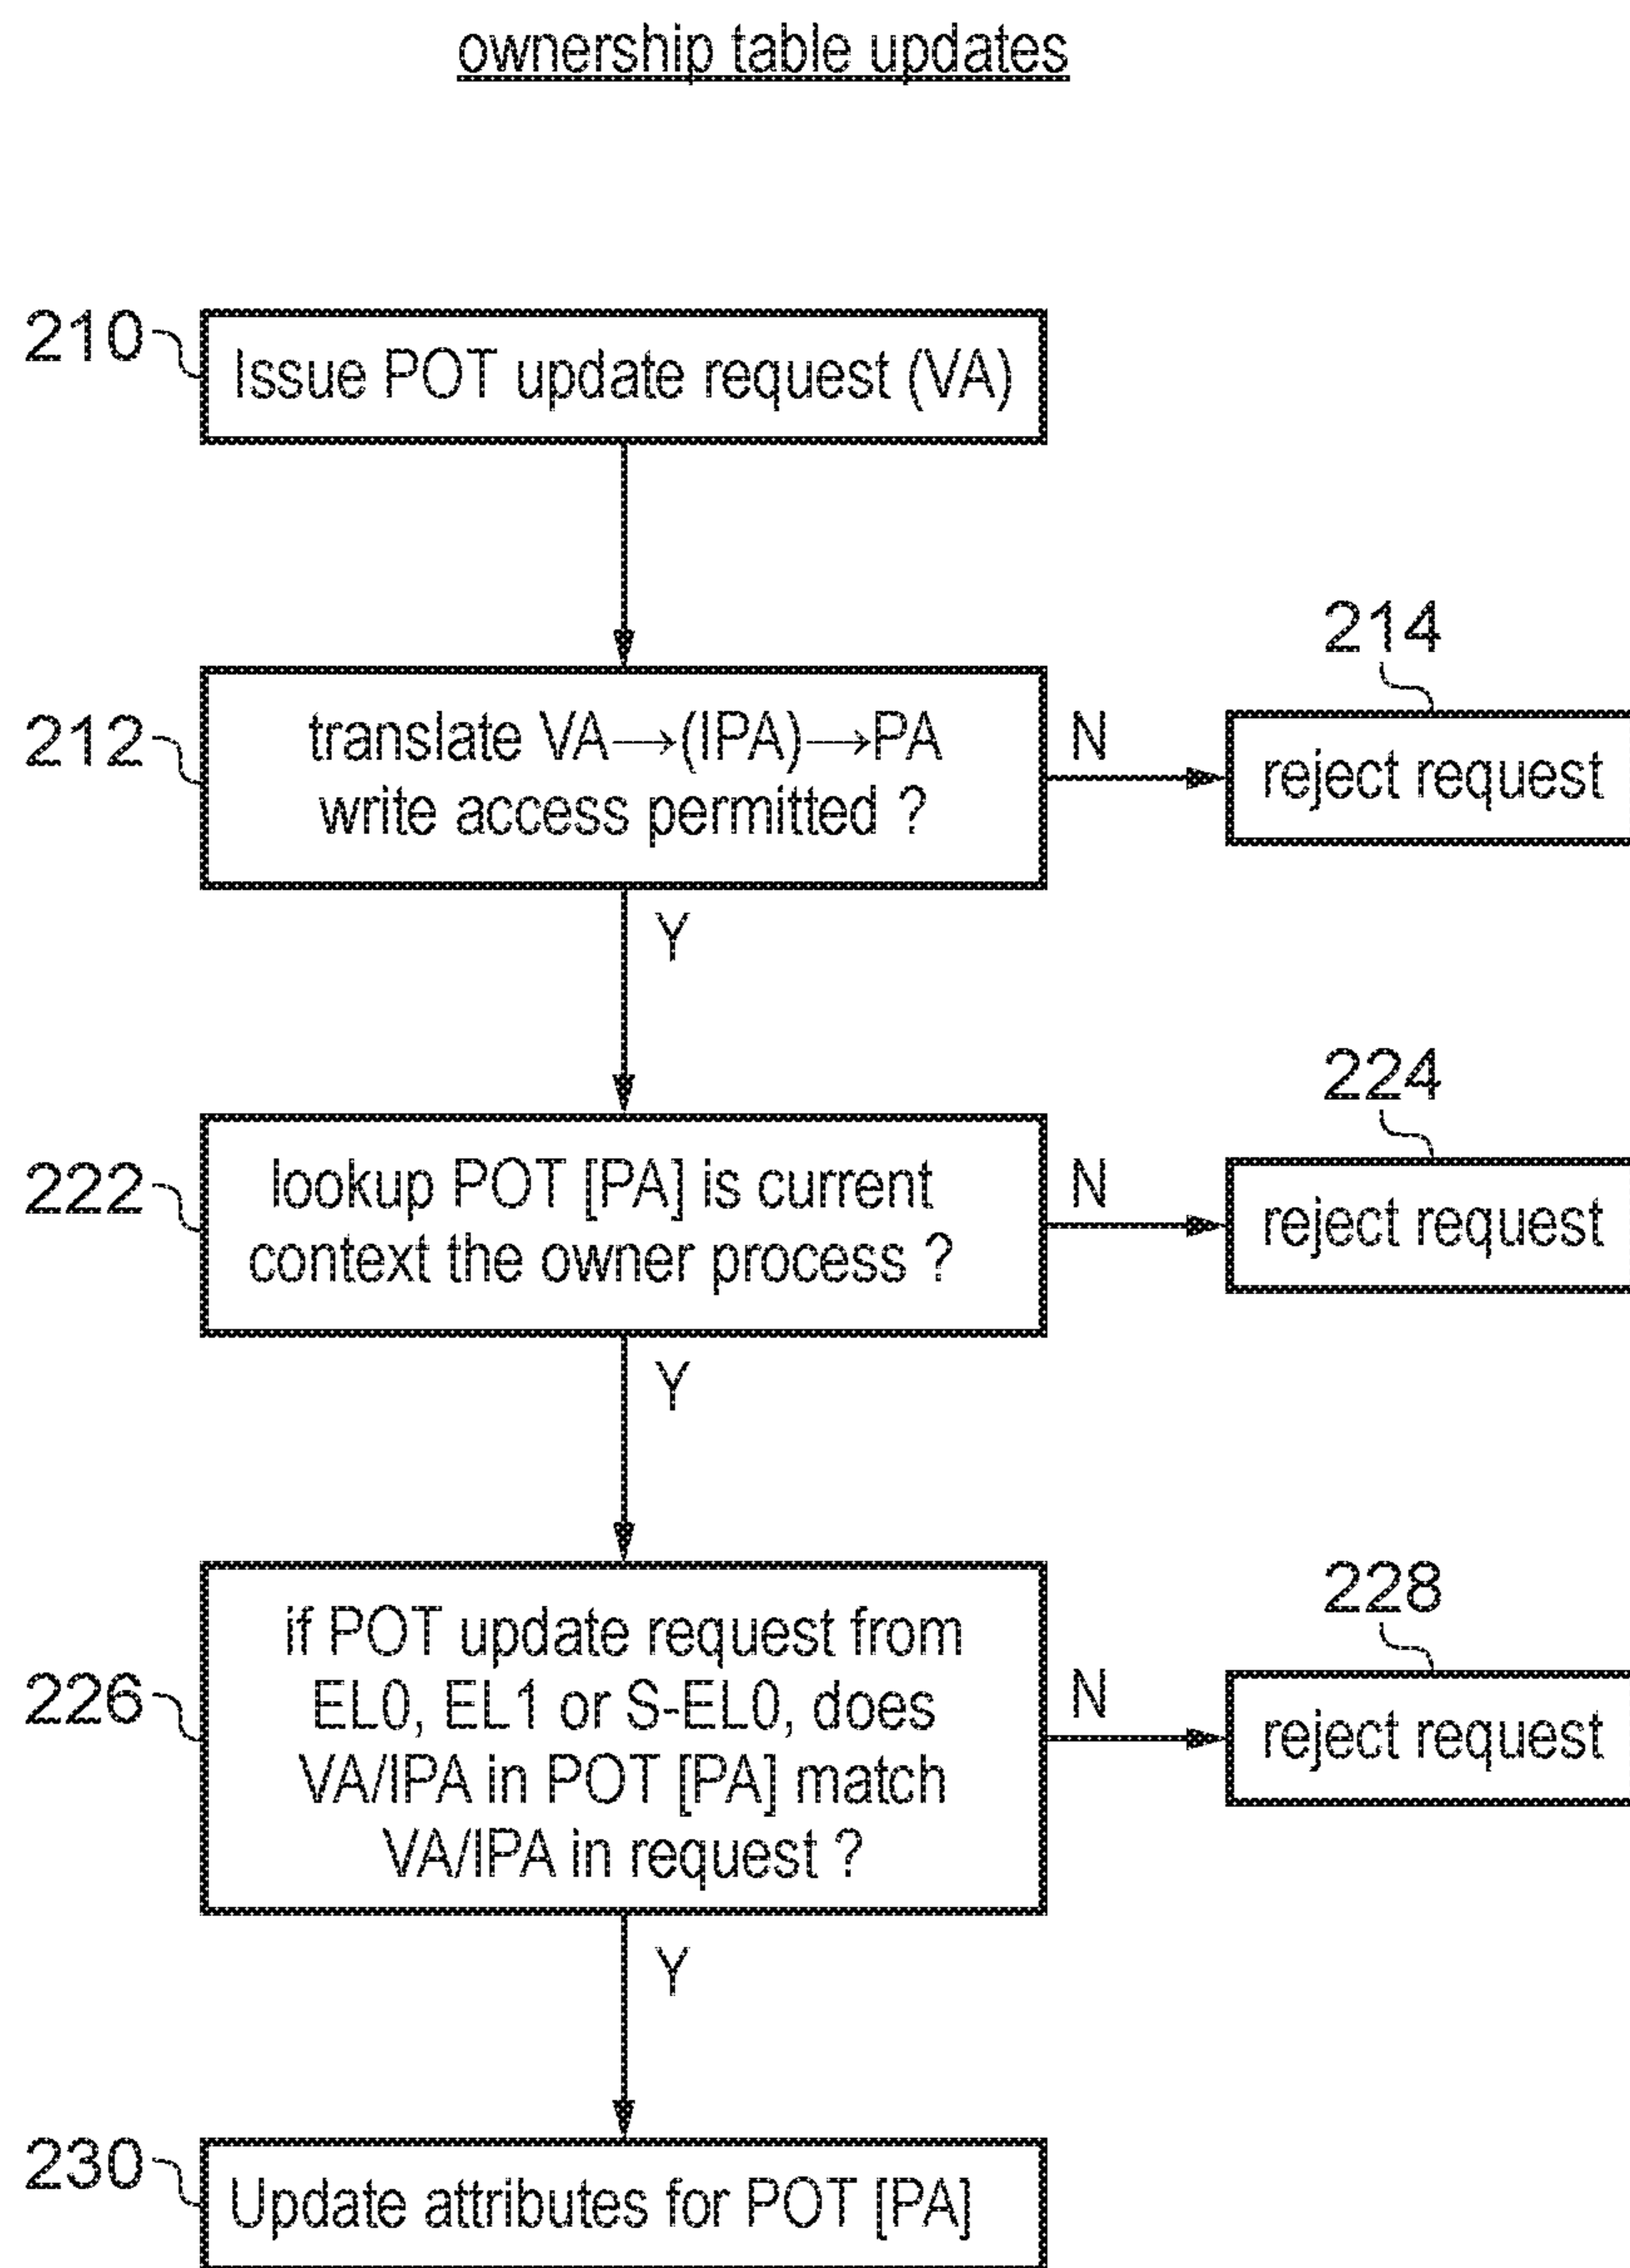 ownership table updates
210
Issue POT update request (VA)
212
translate VA→(IPA)→PA
write access permitted ?
N
214
reject request
Y
222
lookup POT [PA] is current
context the owner process ?
N
224
reject request
Y
226
if POT update request from
EL0, EL1 or S-EL0, does
VA/IPA in POT [PA] match
VA/IPA in request ?
N
228
reject request
Y
230
Update attributes for POT [PA]